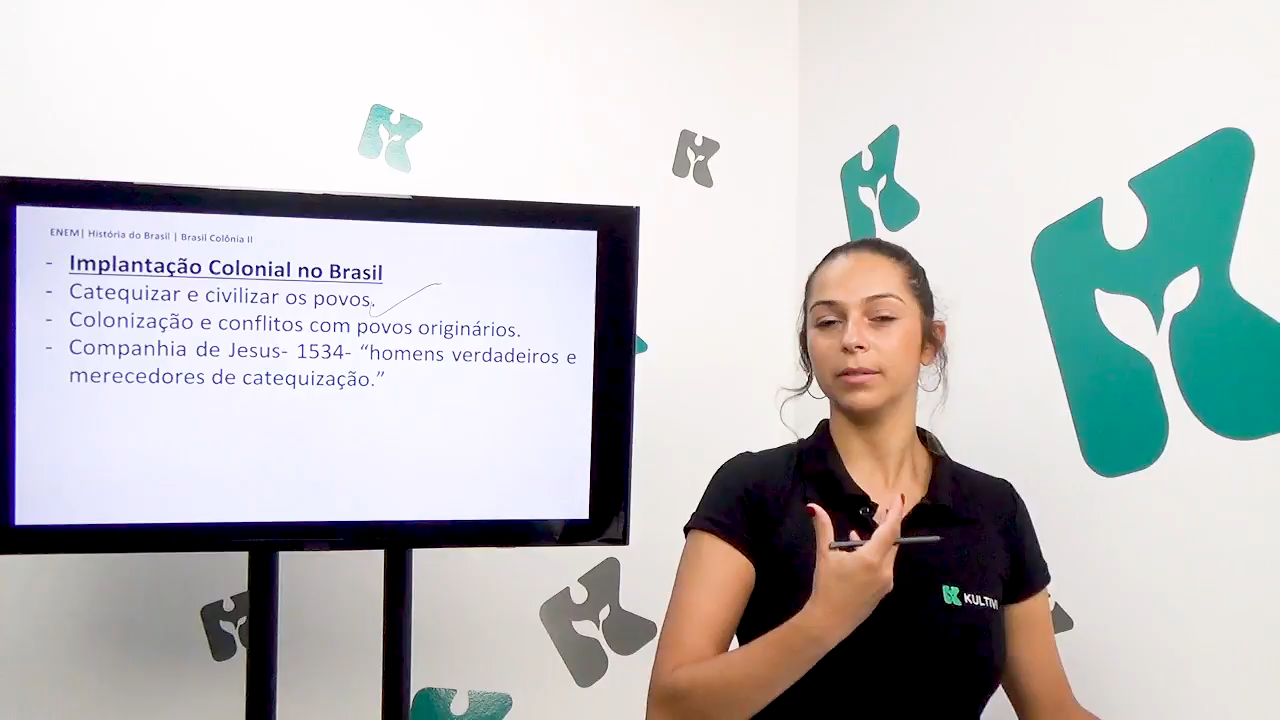 ENEM| História do Brasil | Brasil Colônia II
- Implantação Colonial no Brasil
- Catequizar e civilizar os povos.
- Colonização e conflitos com povos originários.
- Companhia de Jesus- 1534- “homens verdadeiros e
merecedores de catequização.”
KULTIVI